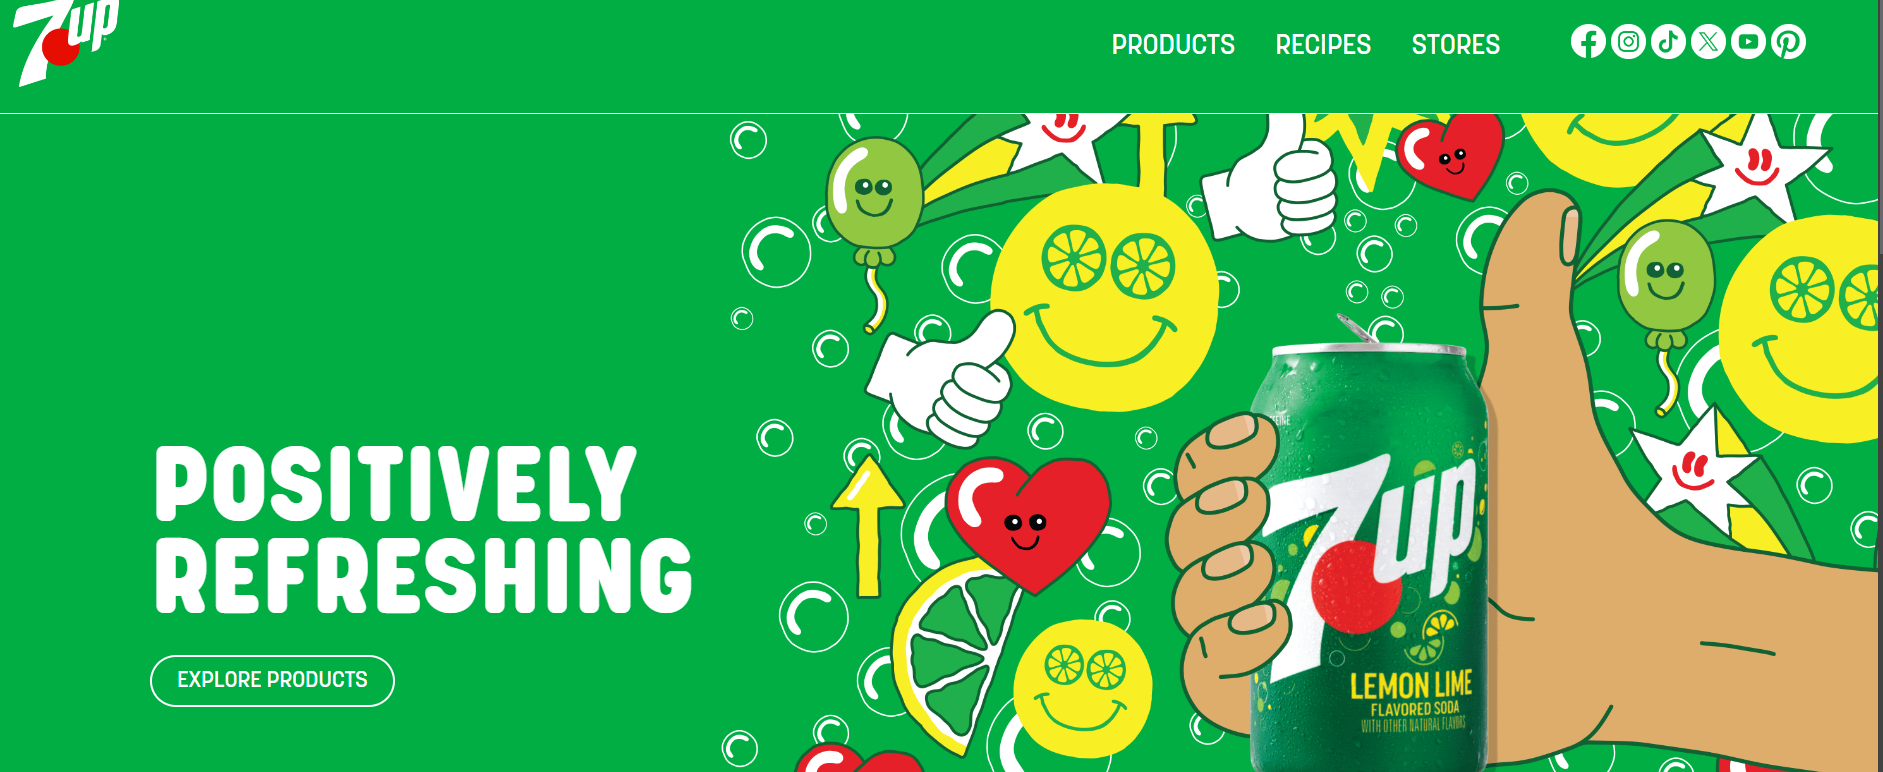 7up
PRODUCTS RECIPES STORES
POSITIVELY
REFRESHING
EXPLORE PRODUCTS
7up
LEMON LIME
FLAVORED SODA
WITH OTHER NATURAL FLAVORS